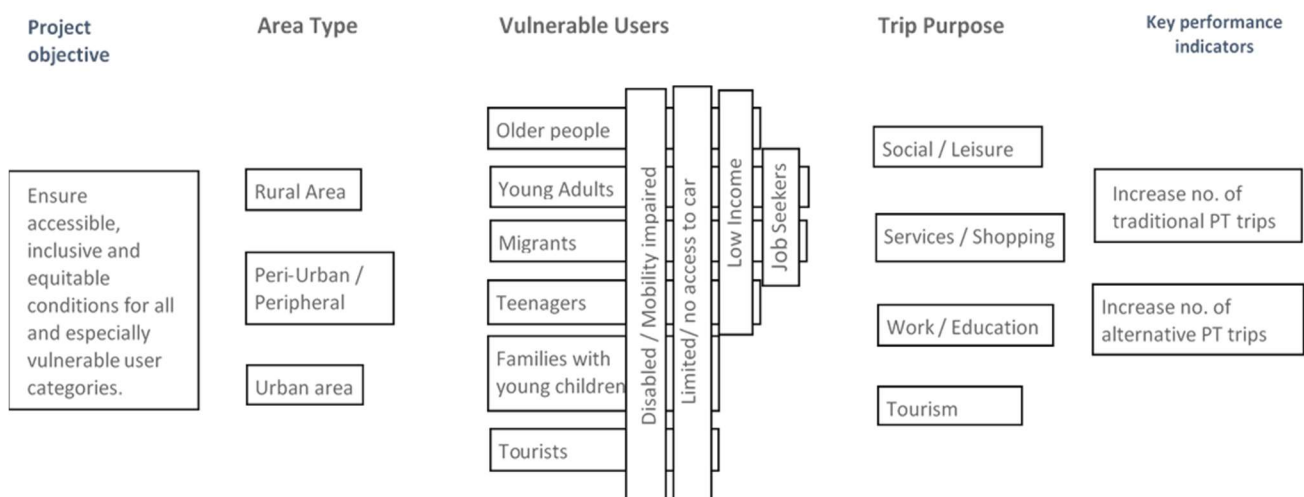 Project
objective
Area Type
Vulnerable Users
Trip Purpose
Key performance
indicators
Ensure
accessible,
inclusive and
equitable
conditions for all
and especially
vulnerable user
categories.
Rural Area
Peri-Urban /
Peripheral
Urban area
Older people
Young Adults
Migrants
Teenagers
Families with
young children
Tourists
Disabled / Mobility impaired
Limited/ no access to car
Low Income
Job Seekers
Social / Leisure
Services / Shopping
Work / Education
Tourism
Increase no. of
traditional PT trips
Increase no. of
alternative PT trips